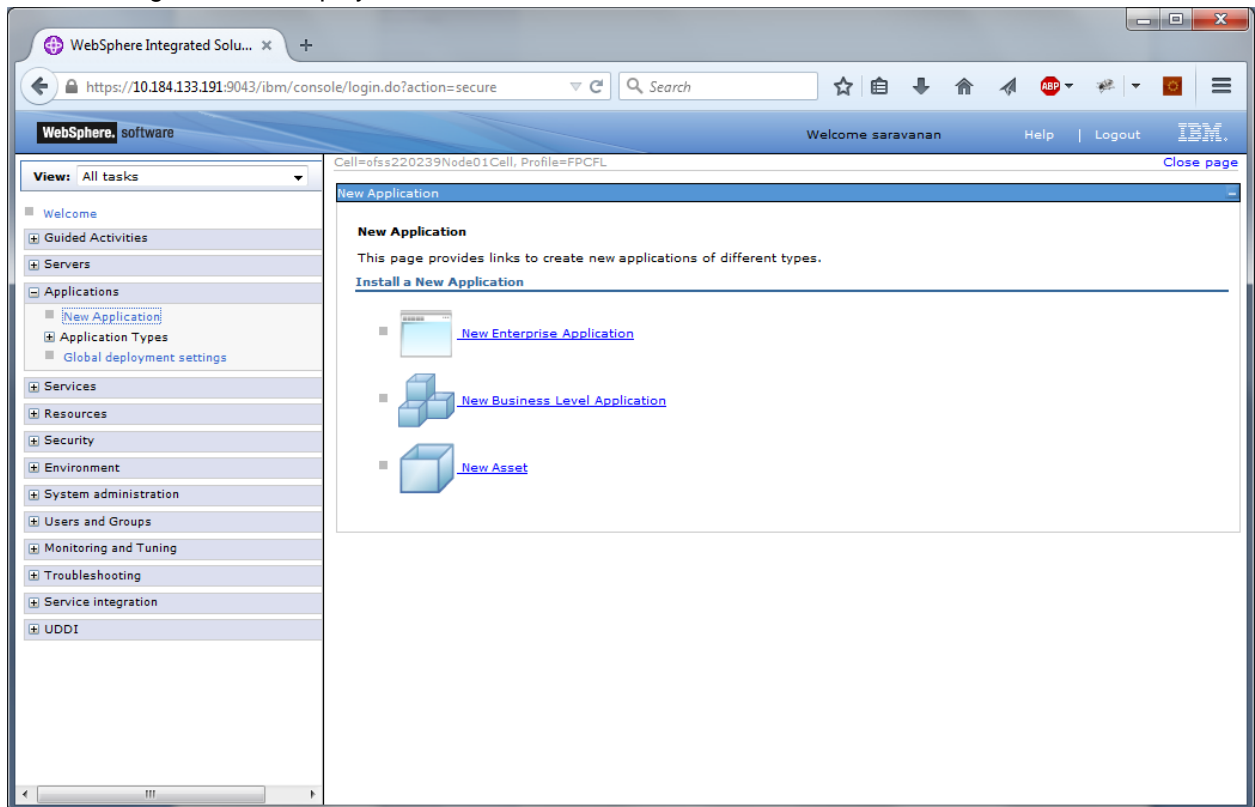 WebSphere Integrated Solu...
https://10.184.133.191:9043/ibm/console/login.do?action=secure
Search
ABP
WebSphere. software
Welcome saravanan
Help | Logout
IBM.
View: All tasks
Welcome
Guided Activities
Servers
Applications
New Application
Application Types
Global deployment settings
Services
Resources
Security
Environment
System administration
Users and Groups
Monitoring and Tuning
Troubleshooting
Service integration
UDDI
Cell=ofss220239Node01Cell, Profile=FPCFL
Close page
New Application
New Application
This page provides links to create new applications of different types.
Install a New Application
New Enterprise Application
New Business Level Application
New Asset